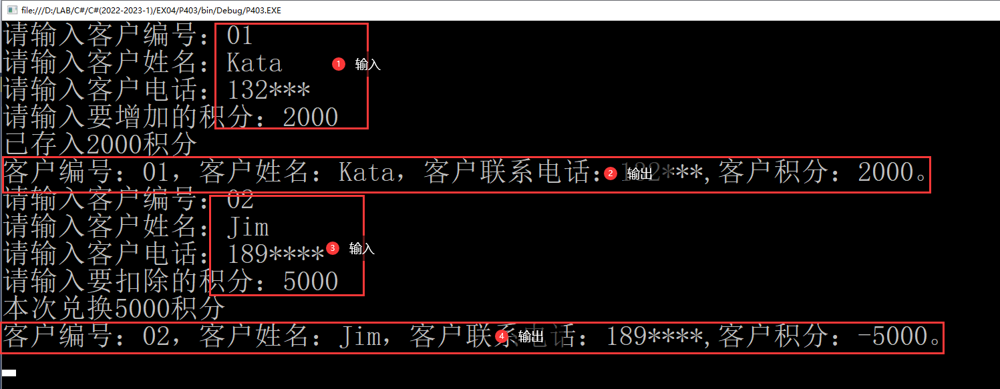 file:///D:/LAB/C#/C#(2022-2023-1)/EX04/P403/bin/Debug/P403.EXE
请输入客户编号：01
请输入客户姓名：Kata
1 输入
请输入客户电话：132***
请输入要增加的积分：2000
已存入2000积分
客户编号：01，客户姓名：Kata，客户联系电话：132***,客户积分：2000。
2 输出
请输入客户编号：02
请输入客户姓名：Jim
请输入客户电话：189****
3 输入
请输入要扣除的积分：5000
本次兑换5000积分
客户编号：02，客户姓名：Jim，客户联系电话：189****,客户积分：-5000。
4 输出